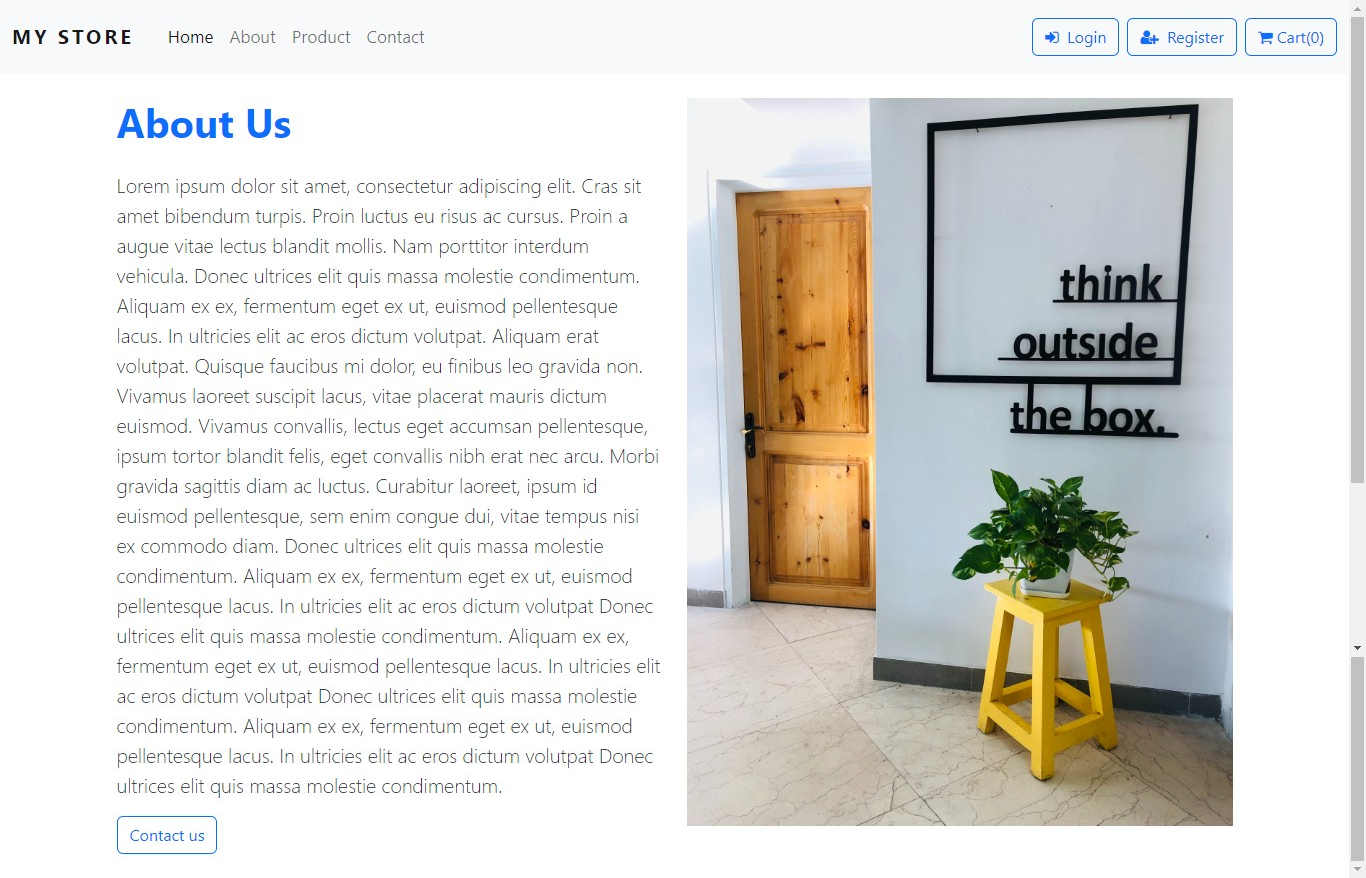 MY STORE Home About Product Contact Login Register Cart(0)
About Us
Lorem ipsum dolor sit amet, consectetur adipiscing elit. Cras sit
amet bibendum turpis. Proin luctus eu risus ac cursus. Proin a
augue vitae lectus blandit mollis. Nam porttitor interdum
vehicula. Donec ultrices elit quis massa molestie condimentum.
Aliquam ex ex, fermentum eget ex ut, euismod pellentesque
lacus. In ultricies elit ac eros dictum volutpat. Aliquam erat
volutpat. Quisque faucibus mi dolor, eu finibus leo gravida non.
Vivamus laoreet suscipit lacus, vitae placerat mauris dictum
euismod. Vivamus convallis, lectus eget accumsan pellentesque,
ipsum tortor blandit felis, eget convallis nibh erat nec arcu. Morbi
gravida sagittis diam ac luctus. Curabitur laoreet, ipsum id
euismod pellentesque, sem enim congue dui, vitae tempus nisi
ex commodo diam. Donec ultrices elit quis massa molestie
condimentum. Aliquam ex ex, fermentum eget ex ut, euismod
pellentesque lacus. In ultricies elit ac eros dictum volutpat Donec
ultrices elit quis massa molestie condimentum. Aliquam ex ex,
fermentum eget ex ut, euismod pellentesque lacus. In ultricies elit
ac eros dictum volutpat Donec ultrices elit quis massa molestie
condimentum. Aliquam ex ex, fermentum eget ex ut, euismod
pellentesque lacus. In ultricies elit ac eros dictum volutpat Donec
ultrices elit quis massa molestie condimentum.
Contact us
think
outside
the box.